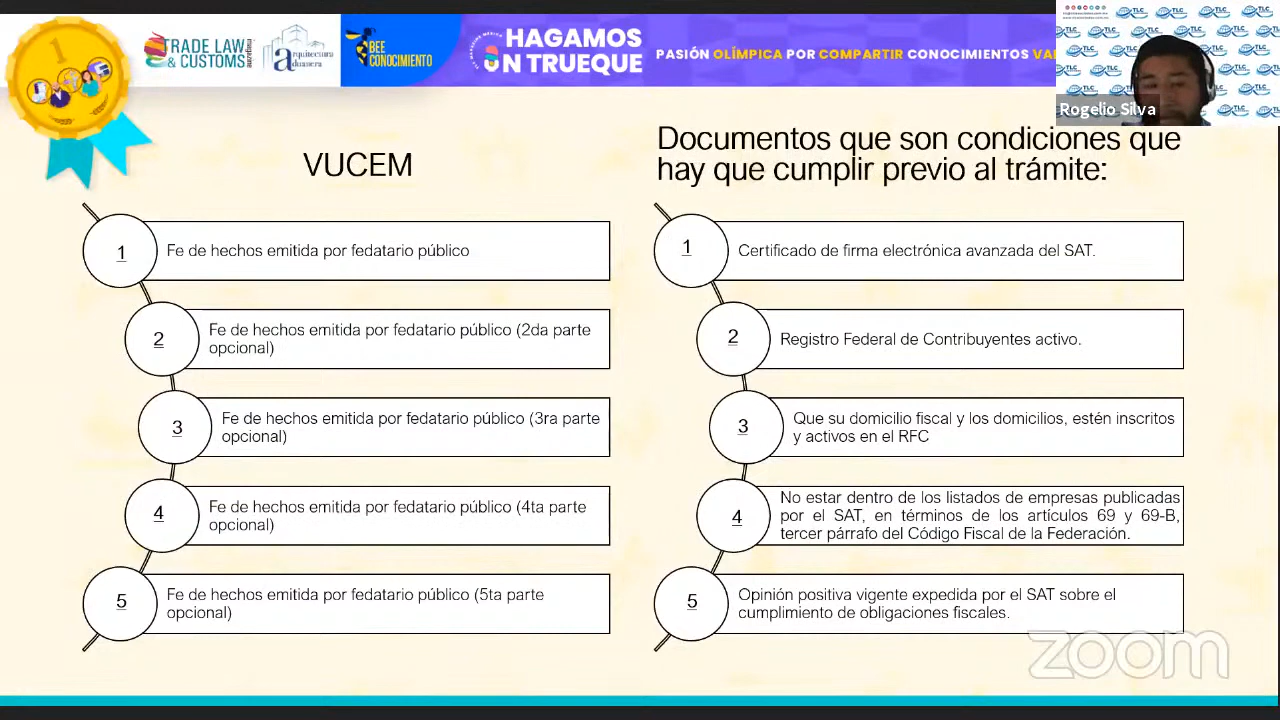 1
TRADE LAW
& CUSTOMS
arquitectura
aduanera
BEE
CONOCIMIENTO
HAGAMOS
UN TRUEQUE
PASIÓN OLÍMPICA POR COMPARTIR CONOCIMIENTOS VA
TLC
Rogelio Silva
VUCEM
1
Fe de hechos emitida por fedatario público
2
Fe de hechos emitida por fedatario público (2da parte
opcional)
3
Fe de hechos emitida por fedatario público (3ra parte
opcional)
4
Fe de hechos emitida por fedatario público (4ta parte
opcional)
5
Fe de hechos emitida por fedatario público (5ta parte
opcional)
Documentos que son condiciones que
hay que cumplir previo al trámite:
1
Certificado de firma electrónica avanzada del SAT.
2
Registro Federal de Contribuyentes activo.
3
Que su domicilio fiscal y los domicilios, estén inscritos
y activos en el RFC
4
No estar dentro de los listados de empresas publicadas
por el SAT, en términos de los artículos 69 y 69-B,
tercer párrafo del Código Fiscal de la Federación.
5
Opinión positiva vigente expedida por el SAT sobre el
cumplimiento de obligaciones fiscales.
zoom